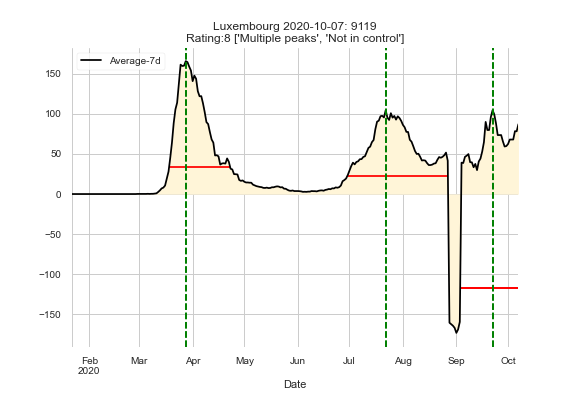 Luxembourg 2020-10-07: 9119
Rating:8 ['Multiple peaks', 'Not in control']
Average-7d
150
100
50
0
−50
−100
−150
Feb Mar Apr May Jun Jul Aug Sep Oct
2020
Date